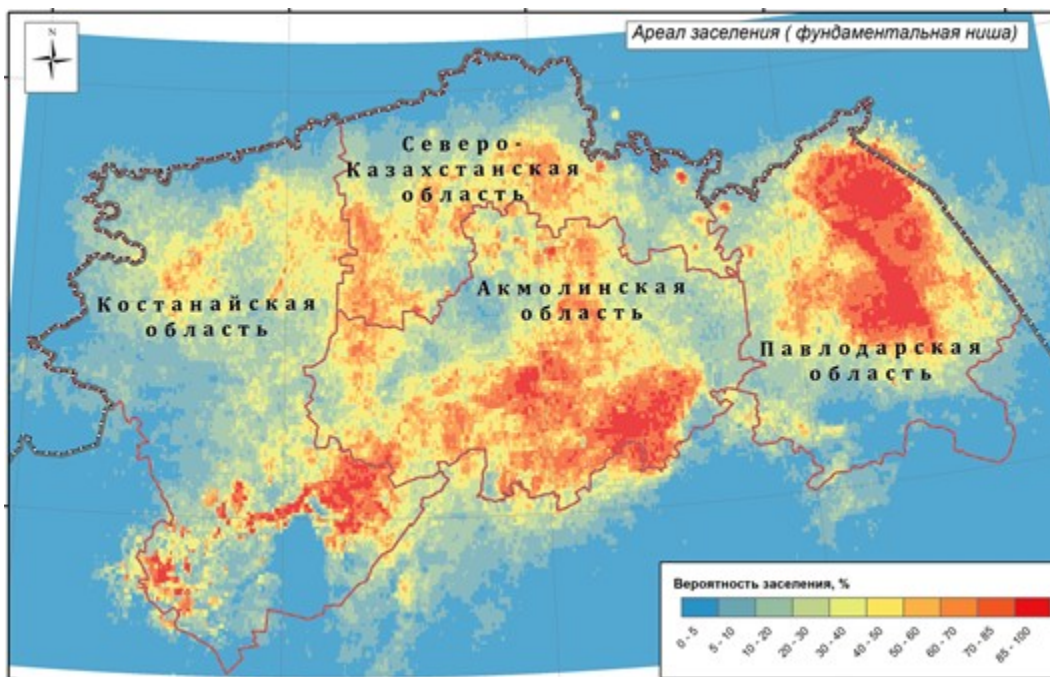 N
Ареал заселения ( фундаментальная ниша)
Северо-
Казахстанская
область
Костанайская
область
Акмолинская
область
Павлодарская
область
Вероятность заселения, %
0 - 5
5 - 10
10 - 20
20 - 30
30 - 40
40 - 50
50 - 60
60 - 70
70 - 85
85 - 100